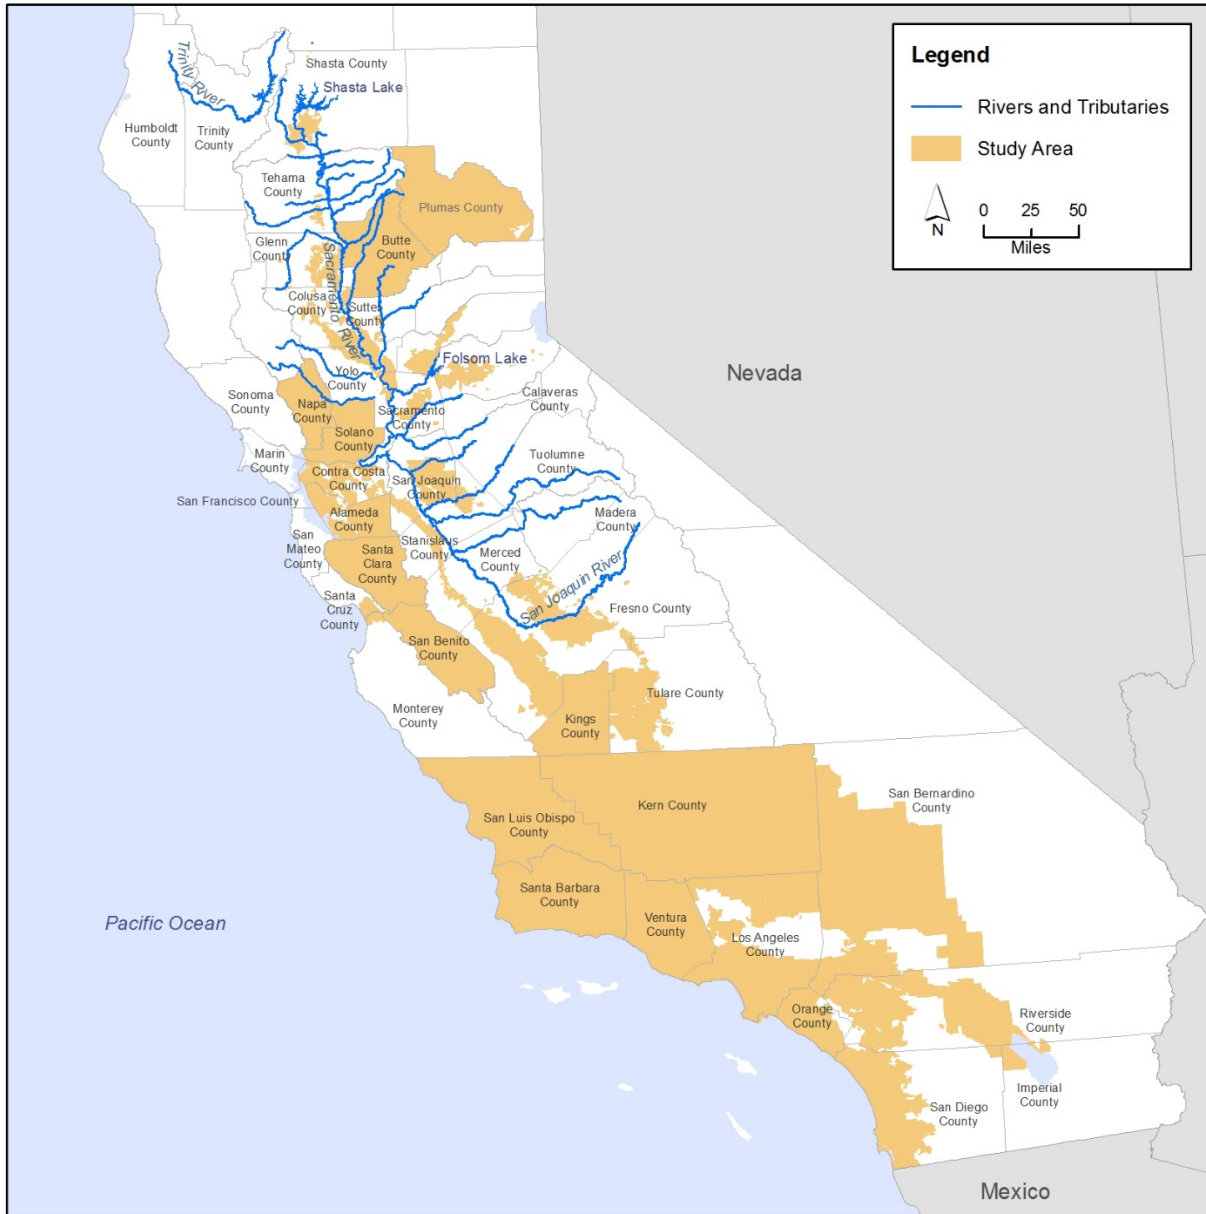 Legend
Rivers and Tributaries
Study Area
N
0 25 50
Miles
Trinity River
Shasta County
Shasta Lake
Humboldt
County
Trinity
County
Tehama
County
Plumas County
Glenn
County
Butte
County
Sacramento River
Colusa
County
Sutter
County
Folsom Lake
Yolo
County
Nevada
Sonoma
County
Napa
County
Sacramento
County
Calaveras
County
Solano
County
Marin
County
Contra Costa
County
San Joaquin
County
Tuolumne
County
San Francisco County
Alameda
County
Madera
County
San
Mateo
County
Santa
Clara
County
Stanislaus
County
Merced
County
San Joaquin River
Santa
Cruz
County
Fresno County
San Benito
County
Monterey
County
Tulare County
Kings
County
San Luis Obispo
County
Kern County
San Bernardino
County
Santa Barbara
County
Ventura
County
Los Angeles
County
Pacific Ocean
Orange
County
Riverside
County
San Diego
County
Imperial
County
Mexico